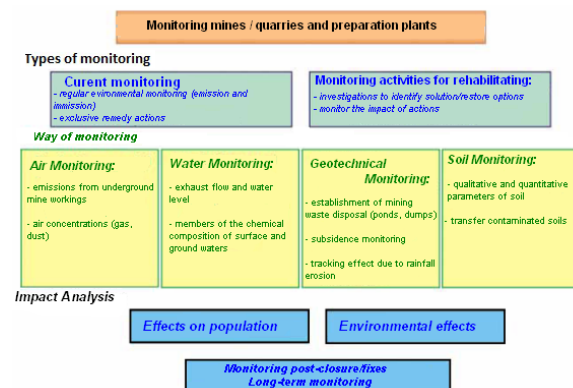 Monitoring mines / quarries and preparation plants
Types of monitoring
Curent monitoring
- regular evironmental monitoring (emission and
immission)
- exclusive remedy actions
Monitoring activities for rehabilitating:
- investigations to identify solution/restore options
- monitor the impact of actions
Way of monitoring
Air Monitoring:
- emissions from underground
mine workings
- air concentrations (gas,
dust)
Water Monitoring:
- exhaust flow and water
level
- members of the chemical
composition of surface and
ground waters
Geotechnical
Monitoring:
- establishment of mining
waste disposal (ponds, dumps)
- subsidence monitoring
- tracking effect due to rainfall
erosion
Soil Monitoring:
- qualitative and quantitative
parameters of soil
- transfer contaminated soils
Impact Analysis
Effects on population
Environmental effects
Monitoring post-closure/fixes
Long-term monitoring